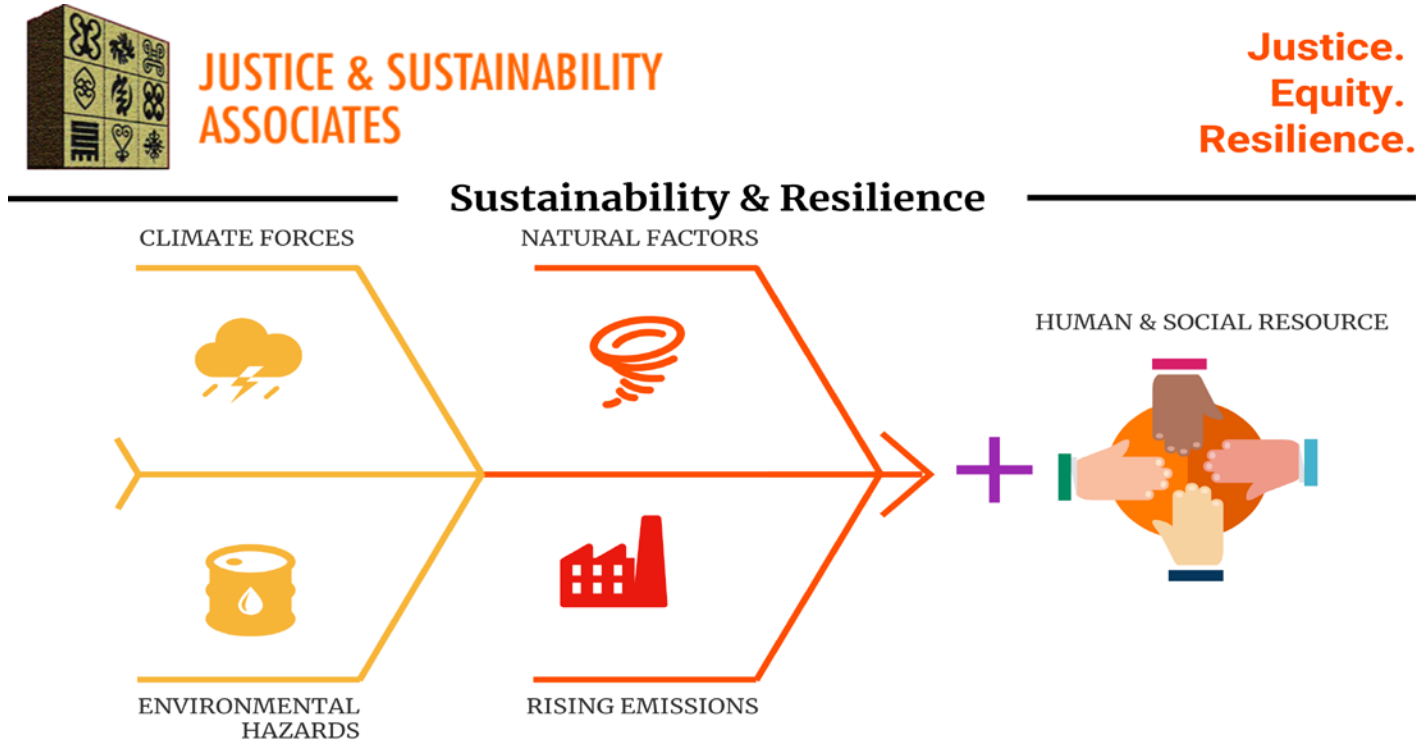 JUSTICE & SUSTAINABILITY
ASSOCIATES
Justice.
Equity.
Resilience.
Sustainability & Resilience
CLIMATE FORCES
NATURAL FACTORS
HUMAN & SOCIAL RESOURCE
ENVIRONMENTAL
HAZARDS
RISING EMISSIONS